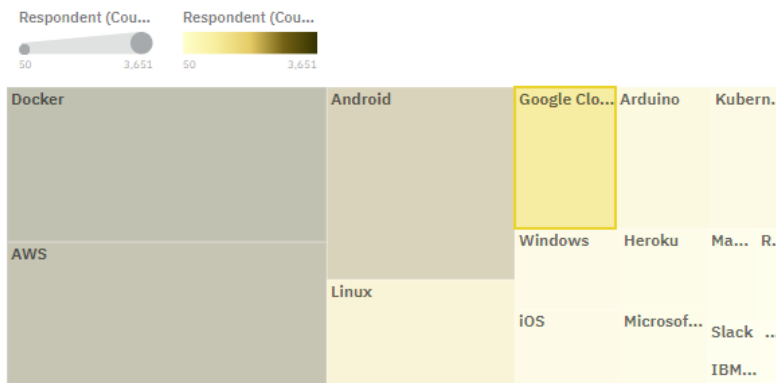 Respondent (Cou... Respondent (Cou...
50 3,651 50 3,651
Docker Android Google Clo... Arduino Kubern.
Windows Heroku Ma... R.
AWS
Linux
iOS Microsof... Slack ...
IBM...